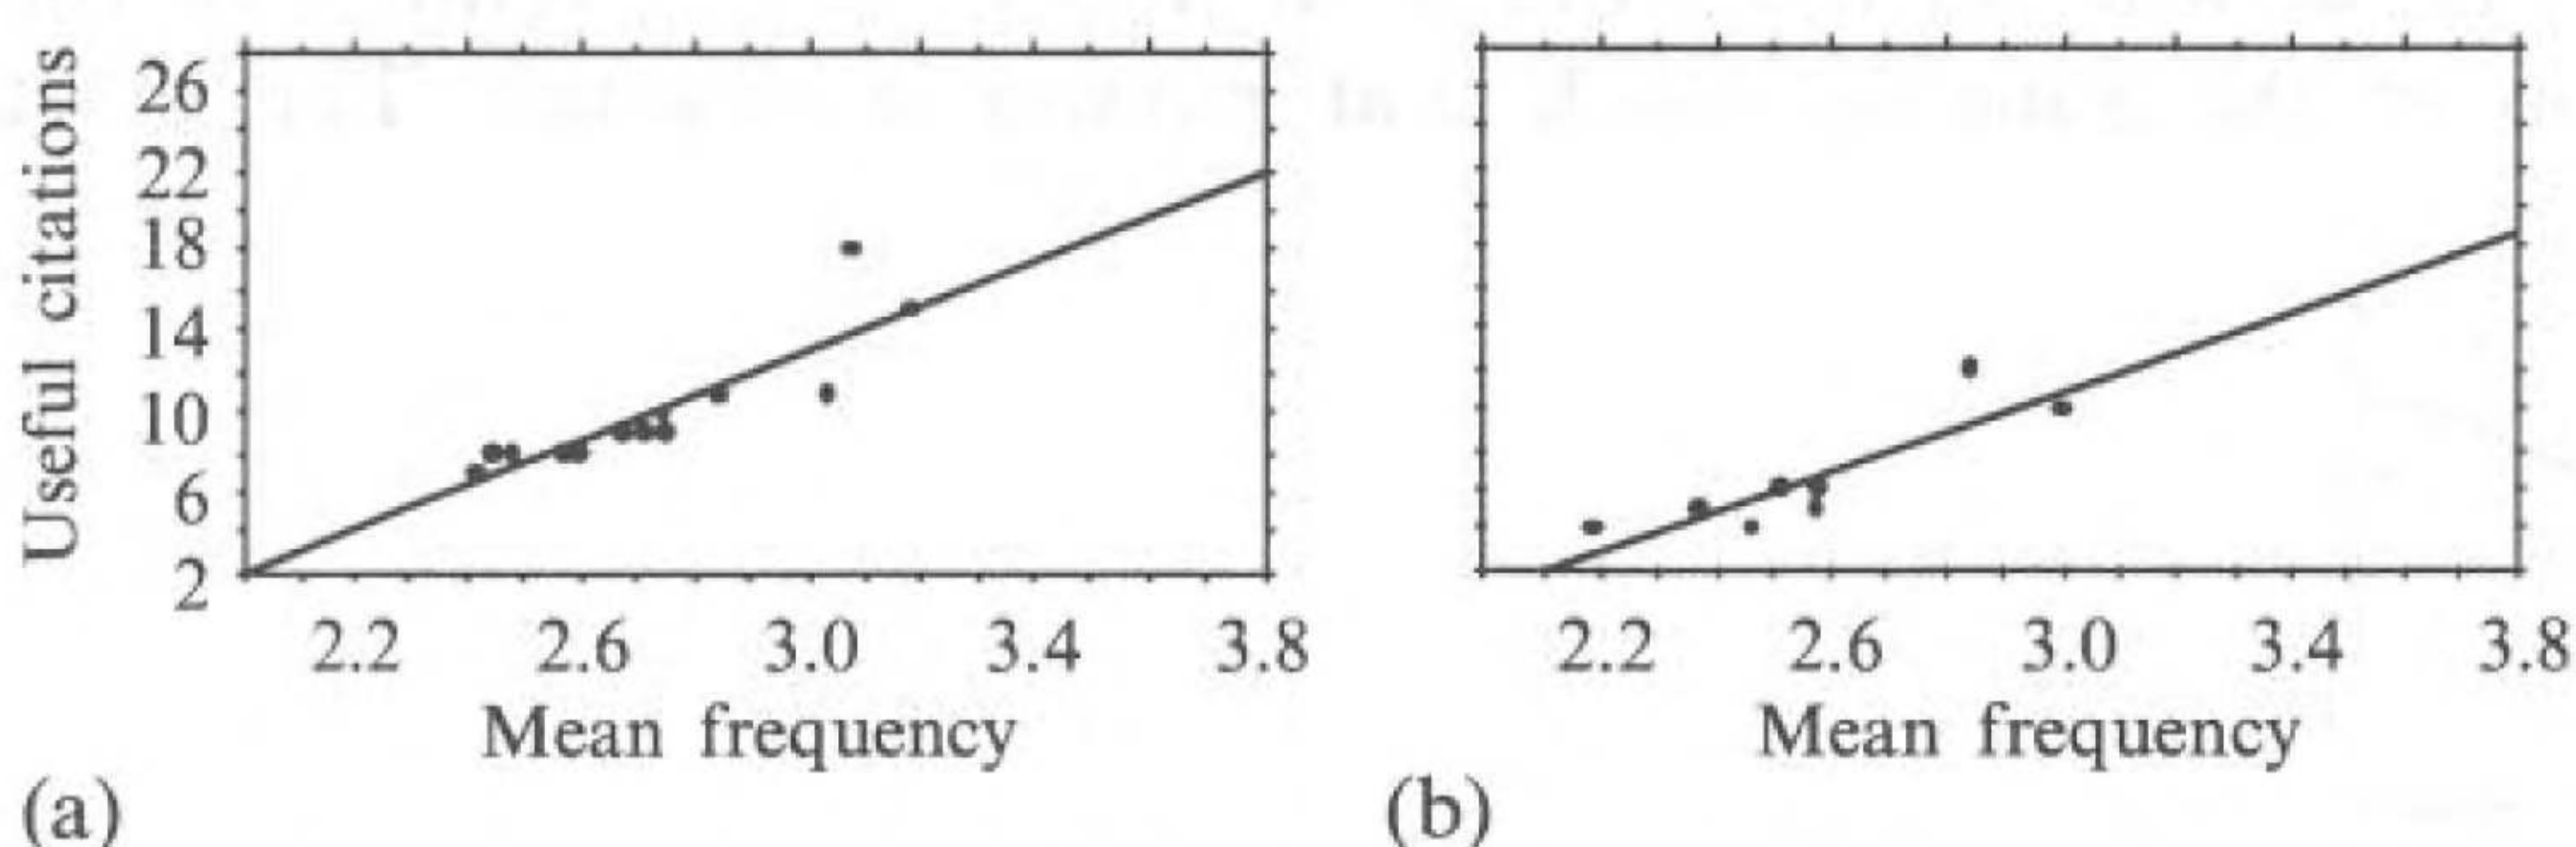 Useful citations
26
22
18
14
10
6
2
2.2 2.6 3.0 3.4 3.8
Mean frequency
(a)
2.2 2.6 3.0 3.4 3.8
Mean frequency
(b)